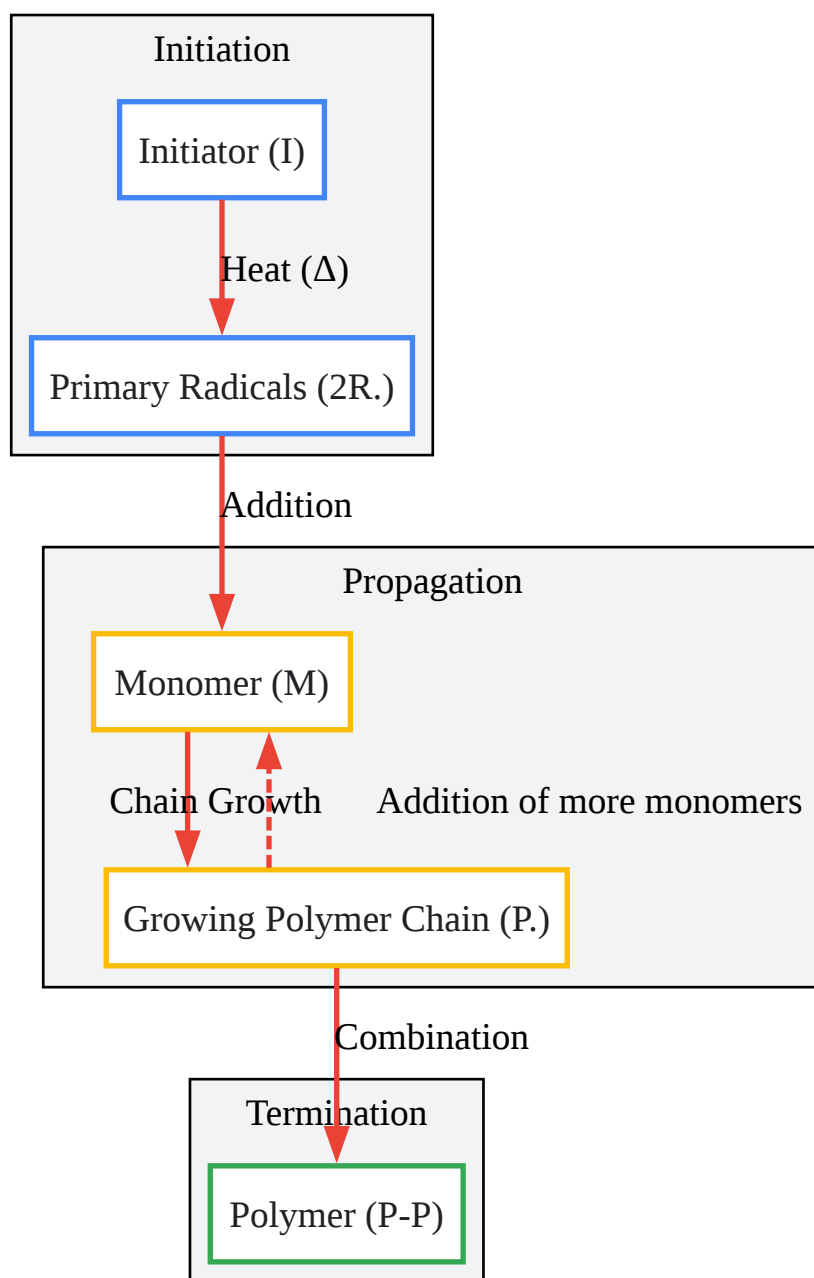 Initiation
Initiator (I)
Heat (Δ)
Primary Radicals (2R.)
Addition
Propagation
Monomer (M)
Chain Growth
Addition of more monomers
Growing Polymer Chain (P.)
Combination
Termination
Polymer (P-P)